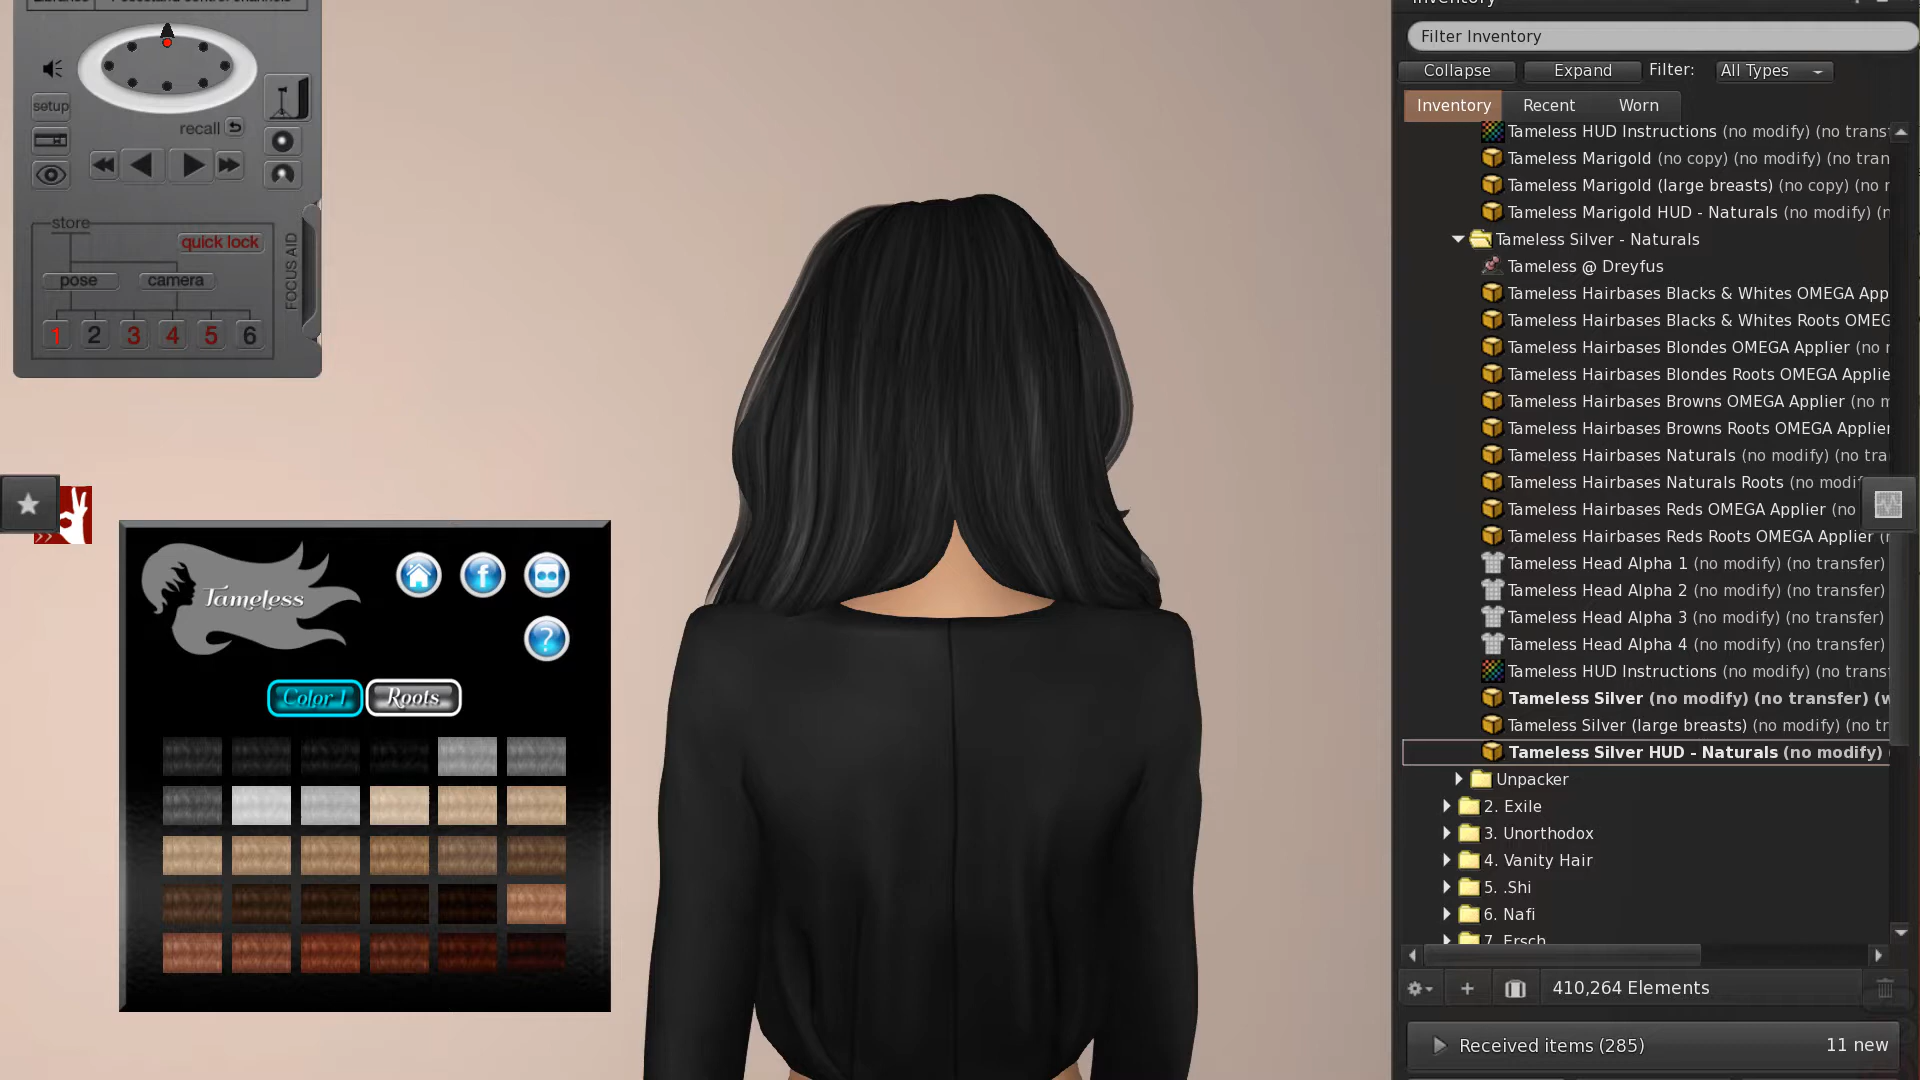 setup
recall
store
quick lock
pose
camera
1 2 3 4 5 6
FOCUS AID
Tameless
f
?
Color 1
Roots
Inventory
Filter Inventory
Collapse
Expand
Filter:
All Types
Inventory
Recent
Worn
Tameless HUD Instructions (no modify) (no transf
Tameless Marigold (no copy) (no modify) (no tran
Tameless Marigold (large breasts) (no copy) (no
Tameless Marigold HUD - Naturals (no modify)
Tameless Silver - Naturals
Tameless @ Dreyfus
Tameless Hairbases Blacks & Whites OMEGA App
Tameless Hairbases Blacks & Whites Roots OMEG
Tameless Hairbases Blondes OMEGA Applier (no
Tameless Hairbases Blondes Roots OMEGA Applie
Tameless Hairbases Browns OMEGA Applier (no m
Tameless Hairbases Browns Roots OMEGA Applier
Tameless Hairbases Naturals (no modify) (no tra
Tameless Hairbases Naturals Roots (no modif
Tameless Hairbases Reds OMEGA Applier (no
Tameless Hairbases Reds Roots OMEGA Applier
Tameless Head Alpha 1 (no modify) (no transfer)
Tameless Head Alpha 2 (no modify) (no transfer)
Tameless Head Alpha 3 (no modify) (no transfer)
Tameless Head Alpha 4 (no modify) (no transfer)
Tameless HUD Instructions (no modify) (no transf
Tameless Silver (no modify) (no transfer) (w
Tameless Silver (large breasts) (no modify) (no tr
Tameless Silver HUD - Naturals (no modify)
Unpacker
2. Exile
3. Unorthodox
4. Vanity Hair
5. .Shi
6. Nafi
7. Ersch
410,264 Elements
Received items (285)
11 new